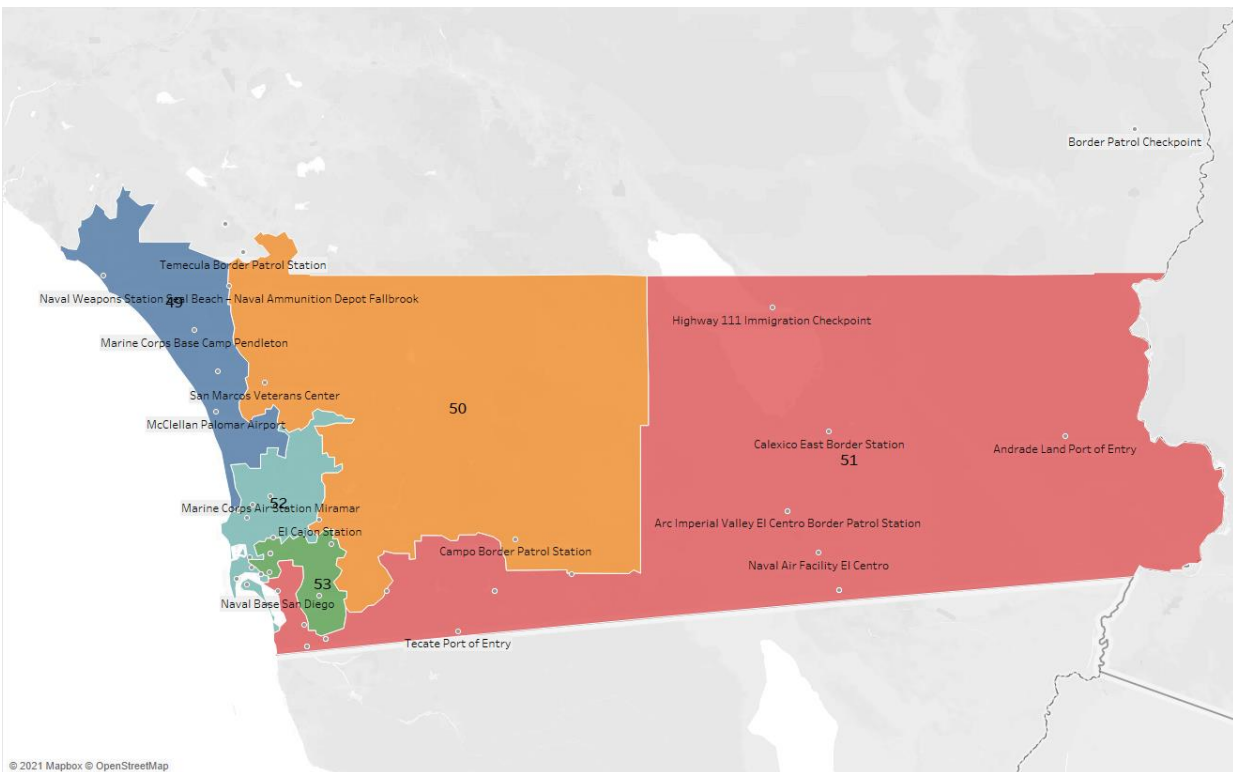 Border Patrol Checkpoint
Temecula Border Patrol Station
Naval Weapons Station Seal Beach – Naval Ammunition Depot Fallbrook
49
Highway 111 Immigration Checkpoint
Marine Corps Base Camp Pendleton
San Marcos Veterans Center
50
McClellan Palomar Airport
Calexico East Border Station
Andrade Land Port of Entry
51
52
Marine Corps Air Station Miramar
Arc Imperial Valley El Centro Border Patrol Station
El Cajon Station
Campo Border Patrol Station
Naval Air Facility El Centro
53
Naval Base San Diego
Tecate Port of Entry
© 2021 Mapbox © OpenStreetMap